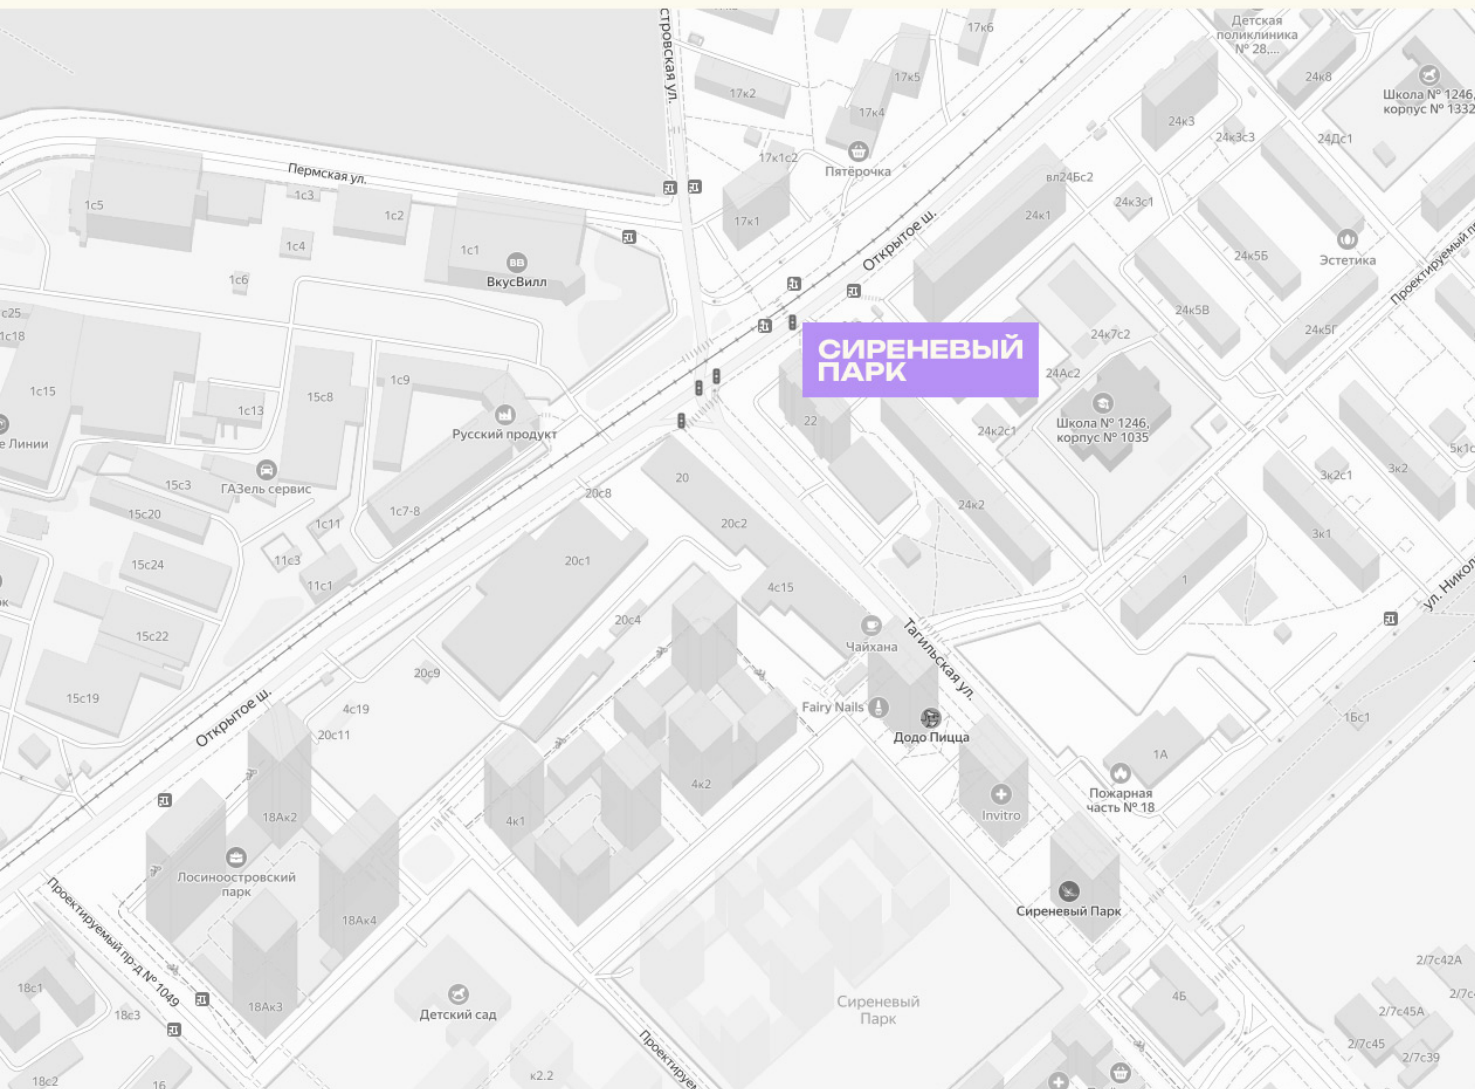 17к6
Детская
поликлиника
№ 28,...
24к8
Школа № 1246,
корпус № 1332
17к5
17к2
17к4
24к3
24к3с3
24Дс1
Пермская ул.
1с5
1с3
1с2
17к1с2
Пятёрочка
вл24Бс2
24к3с1
17к1
24к1
Открытое ш.
1с4
1с1
ВкусВилл
1с6
24к5Б
Эстетика
24к5В
24к5Г
24к7с2
с25
1с18
СИРЕНЕВЫЙ
ПАРК
24Ас2
1с15
1с9
15с8
1с13
22
24к2с1
Школа № 1246,
корпус № 1035
Русский продукт
е Линии
ГАЗель сервис
15с3
20
20с8
24к2
3к2с1
3к2
15с20
1с7-8
1с11
20с2
3к1
15с24
11с3
11с1
20с1
4с15
1
15с22
20с4
Чайхана
Тагильская ул.
15с19
20с9
4с19
20с11
Открытое ш.
Fairy Nails
Додо Пицца
1Бс1
1А
4к2
18Ак2
4к1
Invitro
Пожарная
часть № 18
Лосиноостровский
парк
18Ак4
Сиреневый Парк
Проектируемый пр-д № 1049
18с1
18с3
18Ак3
Детский сад
Сиреневый
Парк
4Б
2/7с42А
2/7с45А
2/7с45
2/7с39
18с2
16
к2.2